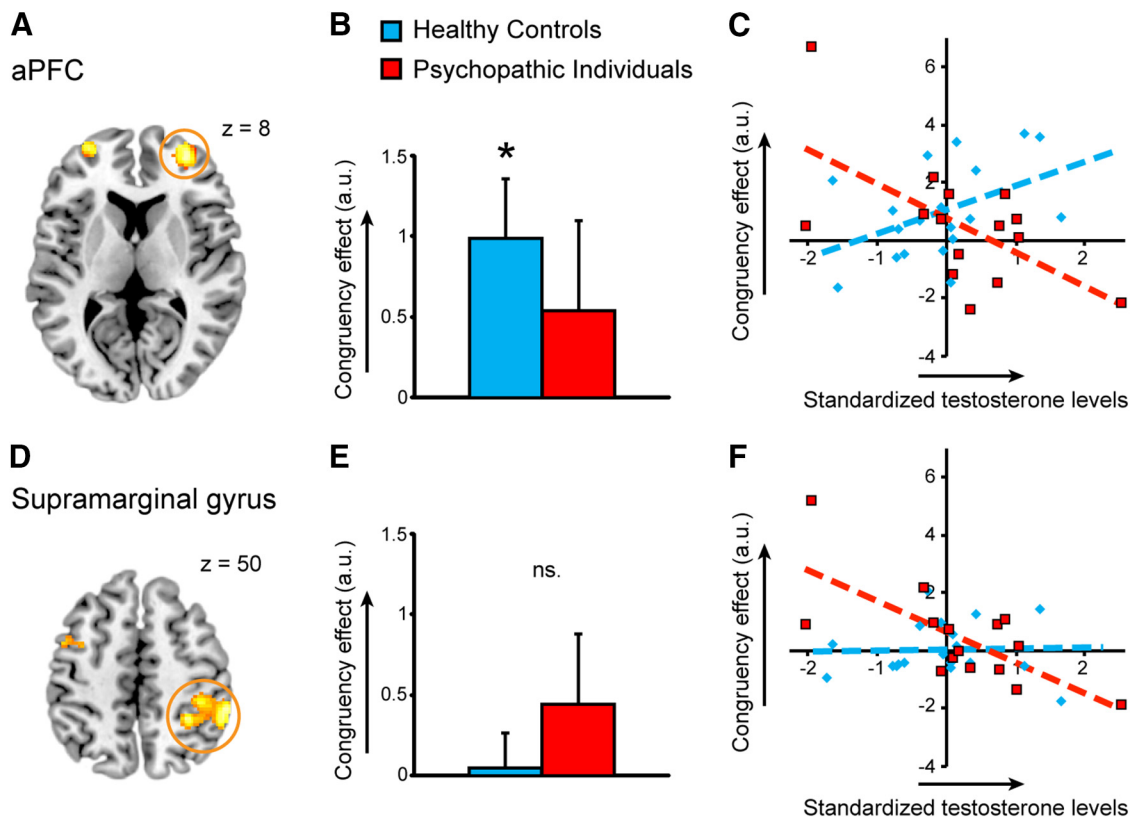 A
aPFC
z = 8
B
Healthy Controls
Psychopathic Individuals
*
1.5
1
0.5
0
Congruency effect (a.u.)
C
6
4
2
-2
-4
-2
-1
0
1
2
Congruency effect (a.u.)
Standardized testosterone levels
D
Supramarginal gyrus
z = 50
E
ns.
1.5
1
0.5
0
Congruency effect (a.u.)
F
6
4
2
-2
-4
-2
-1
0
1
2
Congruency effect (a.u.)
Standardized testosterone levels